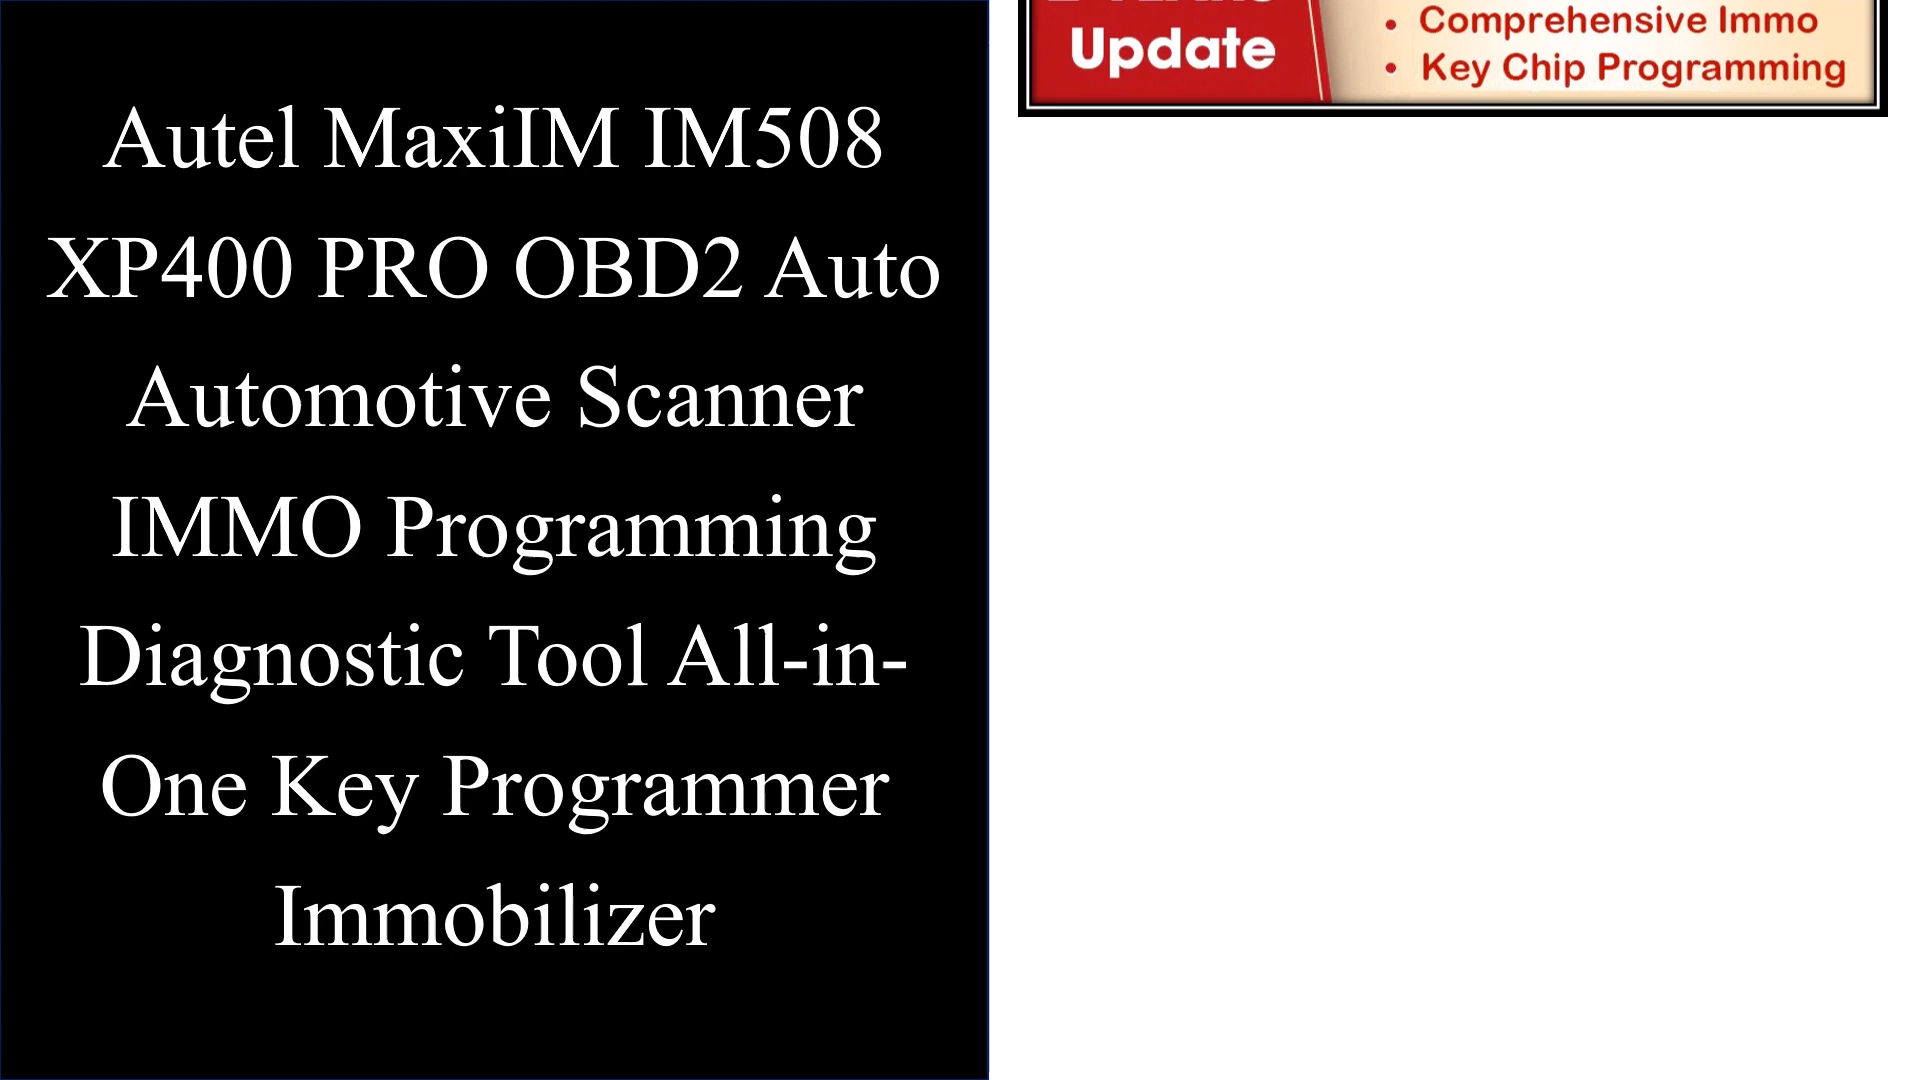 Autel MaxiIM IM508
XP400 PRO OBD2 Auto
Automotive Scanner
IMMO Programming
Diagnostic Tool All-in-
One Key Programmer
Immobilizer
Update
• Comprehensive Immo
• Key Chip Programming